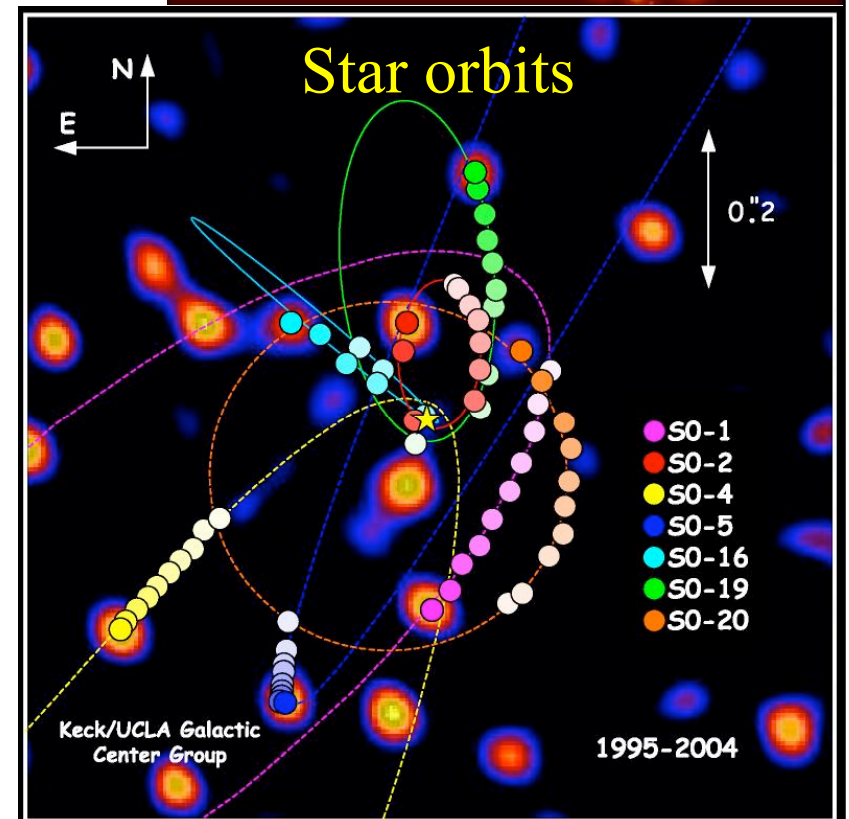 Star orbits
N
E
0."2
S0-1
S0-2
S0-4
S0-5
S0-16
S0-19
S0-20
Keck/UCLA Galactic
Center Group
1995-2004